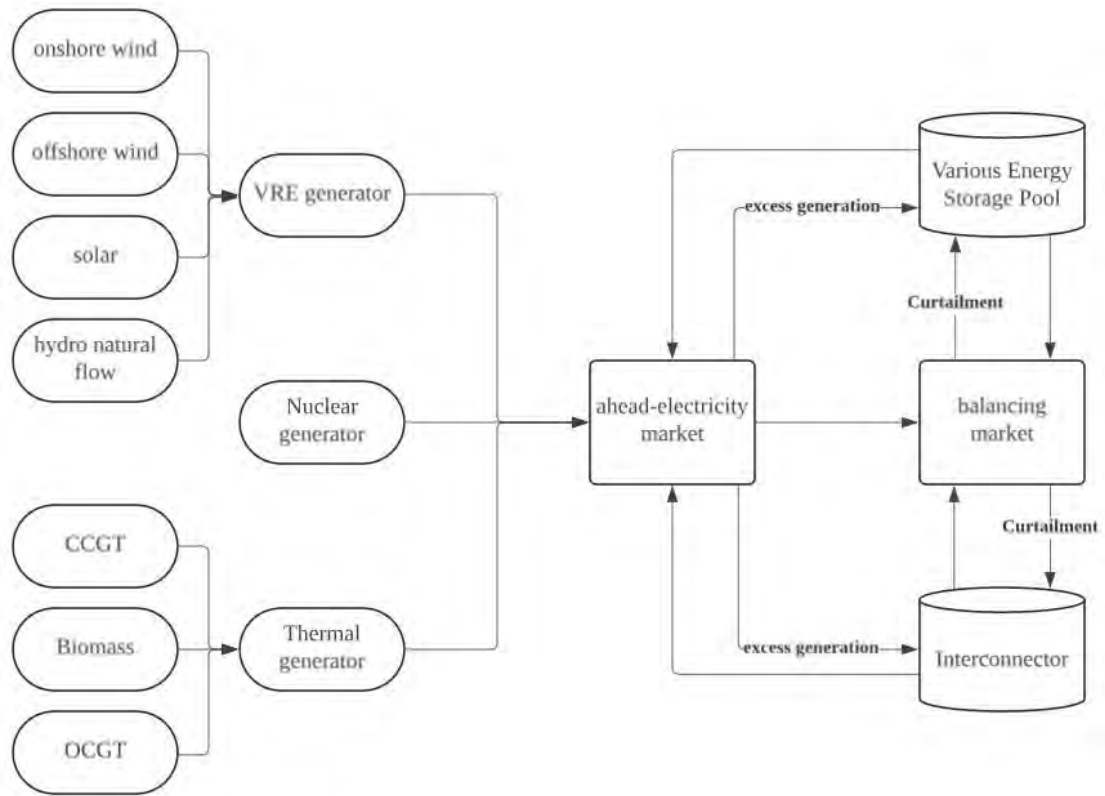 onshore wind
offshore wind
solar
hydro natural
flow
VRE generator
Nuclear
generator
CCGT
Biomass
OCGT
Thermal
generator
ahead-electricity
market
excess generation
excess generation
Various Energy
Storage Pool
Curtailment
balancing
market
Curtailment
Interconnector